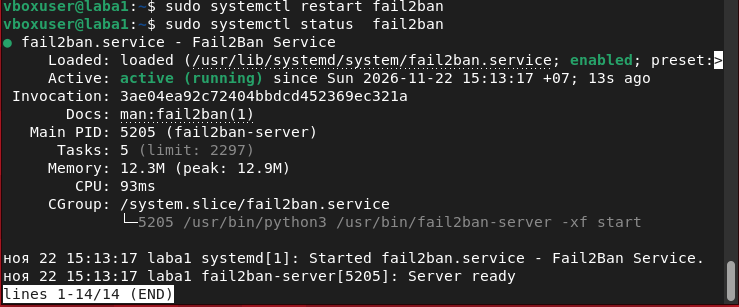 vboxuser@laba1:~$ sudo systemctl restart fail2ban
vboxuser@laba1:~$ sudo systemctl status  fail2ban
● fail2ban.service - Fail2Ban Service
     Loaded: loaded (/usr/lib/systemd/system/fail2ban.service; enabled; preset:>
     Active: active (running) since Sun 2026-11-22 15:13:17 +07; 13s ago
 Invocation: 3ae04ea92c72404bbdcd452369ec321a
       Docs: man:fail2ban(1)
   Main PID: 5205 (fail2ban-server)
      Tasks: 5 (limit: 2297)
     Memory: 12.3M (peak: 12.9M)
        CPU: 93ms
     CGroup: /system.slice/fail2ban.service
             └─5205 /usr/bin/python3 /usr/bin/fail2ban-server -xf start

ноя 22 15:13:17 laba1 systemd[1]: Started fail2ban.service - Fail2Ban Service.
ноя 22 15:13:17 laba1 fail2ban-server[5205]: Server ready
lines 1-14/14 (END)